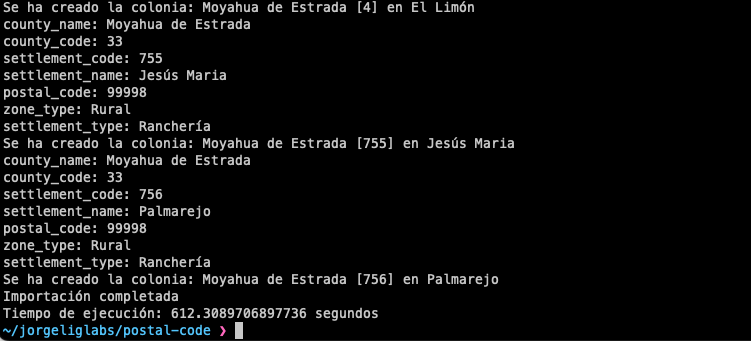 Se ha creado la colonia: Moyahua de Estrada [4] en El Limón
county_name: Moyahua de Estrada
county_code: 33
settlement_code: 755
settlement_name: Jesús Maria
postal_code: 99998
zone_type: Rural
settlement_type: Ranchería
Se ha creado la colonia: Moyahua de Estrada [755] en Jesús Maria
county_name: Moyahua de Estrada
county_code: 33
settlement_code: 756
settlement_name: Palmarejo
postal_code: 99998
zone_type: Rural
settlement_type: Ranchería
Se ha creado la colonia: Moyahua de Estrada [756] en Palmarejo
Importación completada
Tiempo de ejecución: 612.3089706897736 segundos
~/jorgeliglabs/postal-code ❯